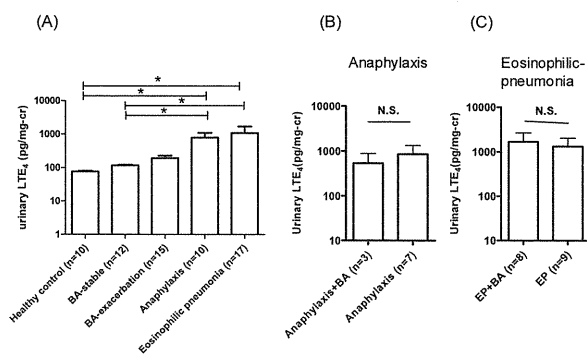 (A)
urinary LTE4 (pg/mg-cr)
10000
1000
100
10
1
*
*
*
*
Healthy control (n=10)
BA-stable (n=12)
BA-exacerbation (n=15)
Anaphylaxis (n=10)
Eosinophilic pneumonia (n=17)
(B)
Anaphylaxis
Urinary LTE4(pg/mg-cr)
10000
1000
100
10
N.S.
Anaphylaxis+BA (n=3)
Anaphylaxis (n=7)
(C)
Eosinophilic-
pneumonia
Urinary LTE4(pg/mg-cr)
10000
1000
100
10
N.S.
EP+BA (n=8)
EP (n=9)